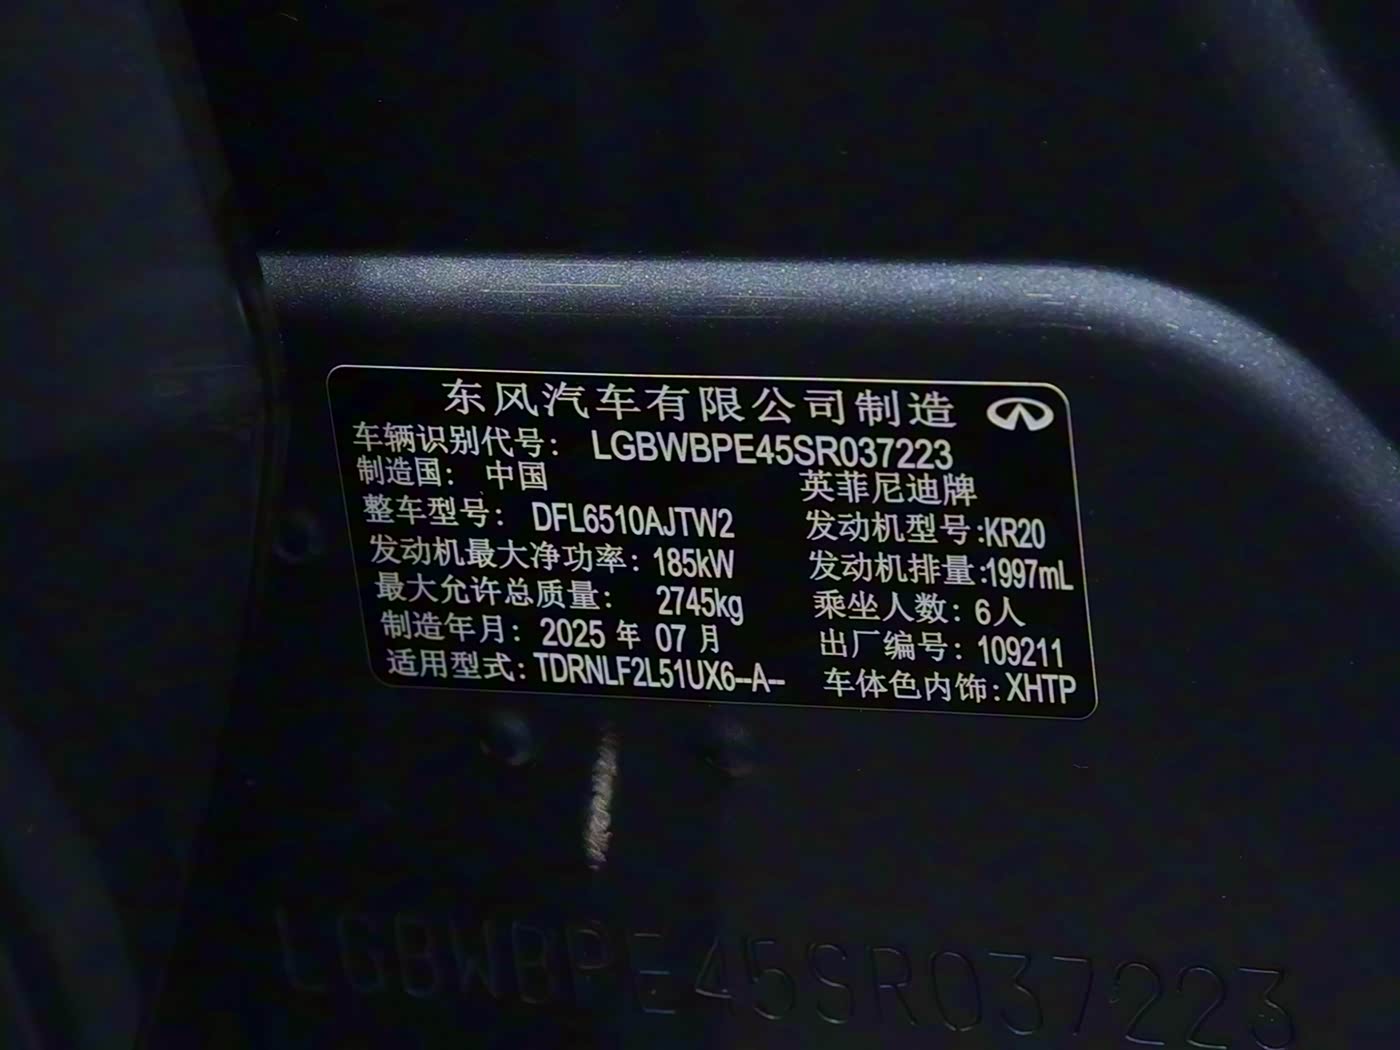 东风汽车有限公司制造
车辆识别代号: LGBWBPE45SR037223
制造国: 中国 英菲尼迪牌
整车型号: DFL6510AJTW2 发动机型号:KR20
发动机最大净功率: 185kW 发动机排量:1997mL
最大允许总质量: 2745kg 乘坐人数: 6人
制造年月: 2025 年 07 月 出厂编号: 109211
适用型式: TDRNLF2L51UX6--A-- 车体色内饰: XHTP
LGBWBPE45SR037223